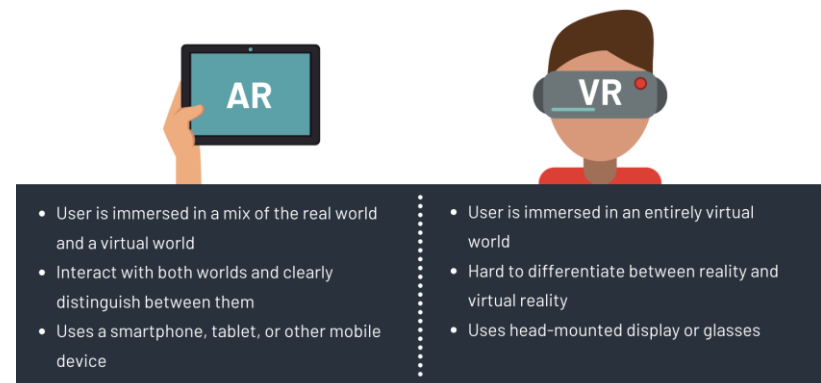 AR
VR
• User is immersed in a mix of the real world
and a virtual world
• Interact with both worlds and clearly
distinguish between them
• Uses a smartphone, tablet, or other mobile
device
• User is immersed in an entirely virtual
world
• Hard to differentiate between reality and
virtual reality
• Uses head-mounted display or glasses